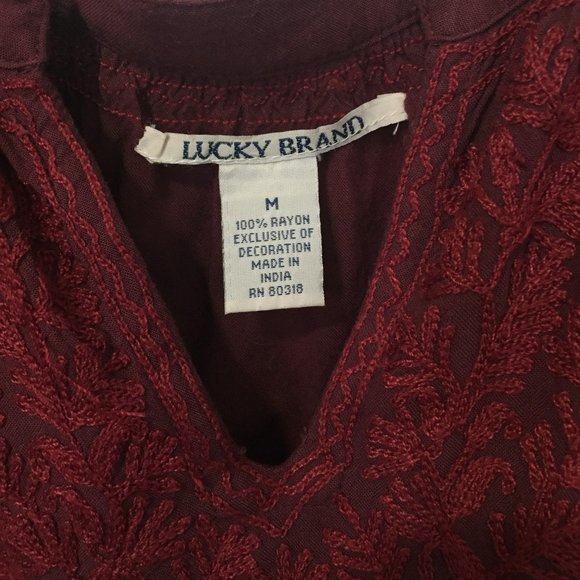 LUCKY BRAND
M
100% RAYON
EXCLUSIVE OF
DECORATION
MADE IN
INDIA
RN 80318